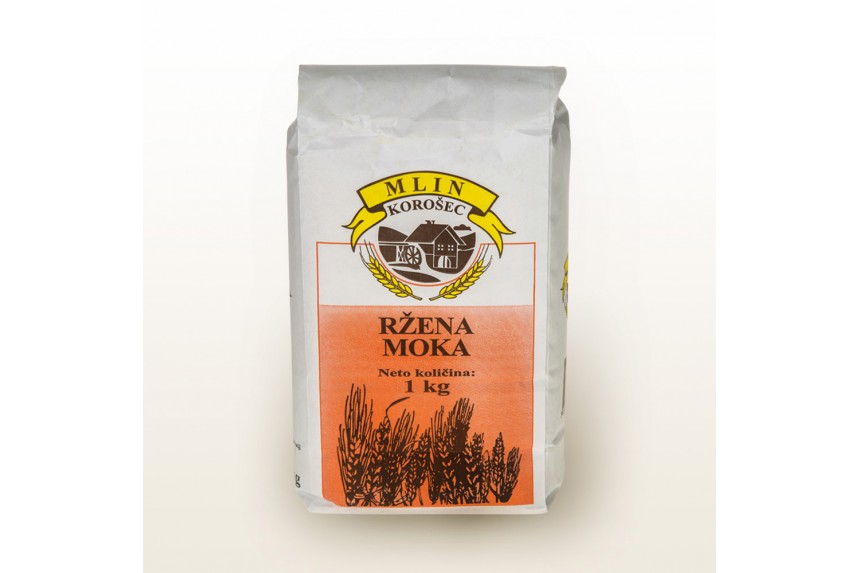 MLIN
KOROŠEC
RŽENA
MOKA
Neto količina:
1 kg